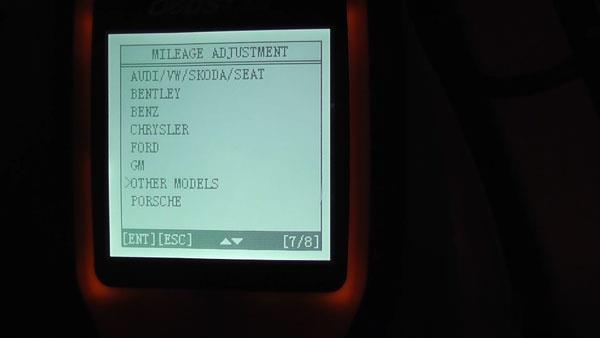 MILEAGE ADJUSTMENT
AUDI/VW/SKODA/SEAT
BENTLEY
BENZ
CHRYSLER
FORD
GM
>OTHER MODELS
PORSCHE
[ENT][ESC] ▲▼ [7/8]